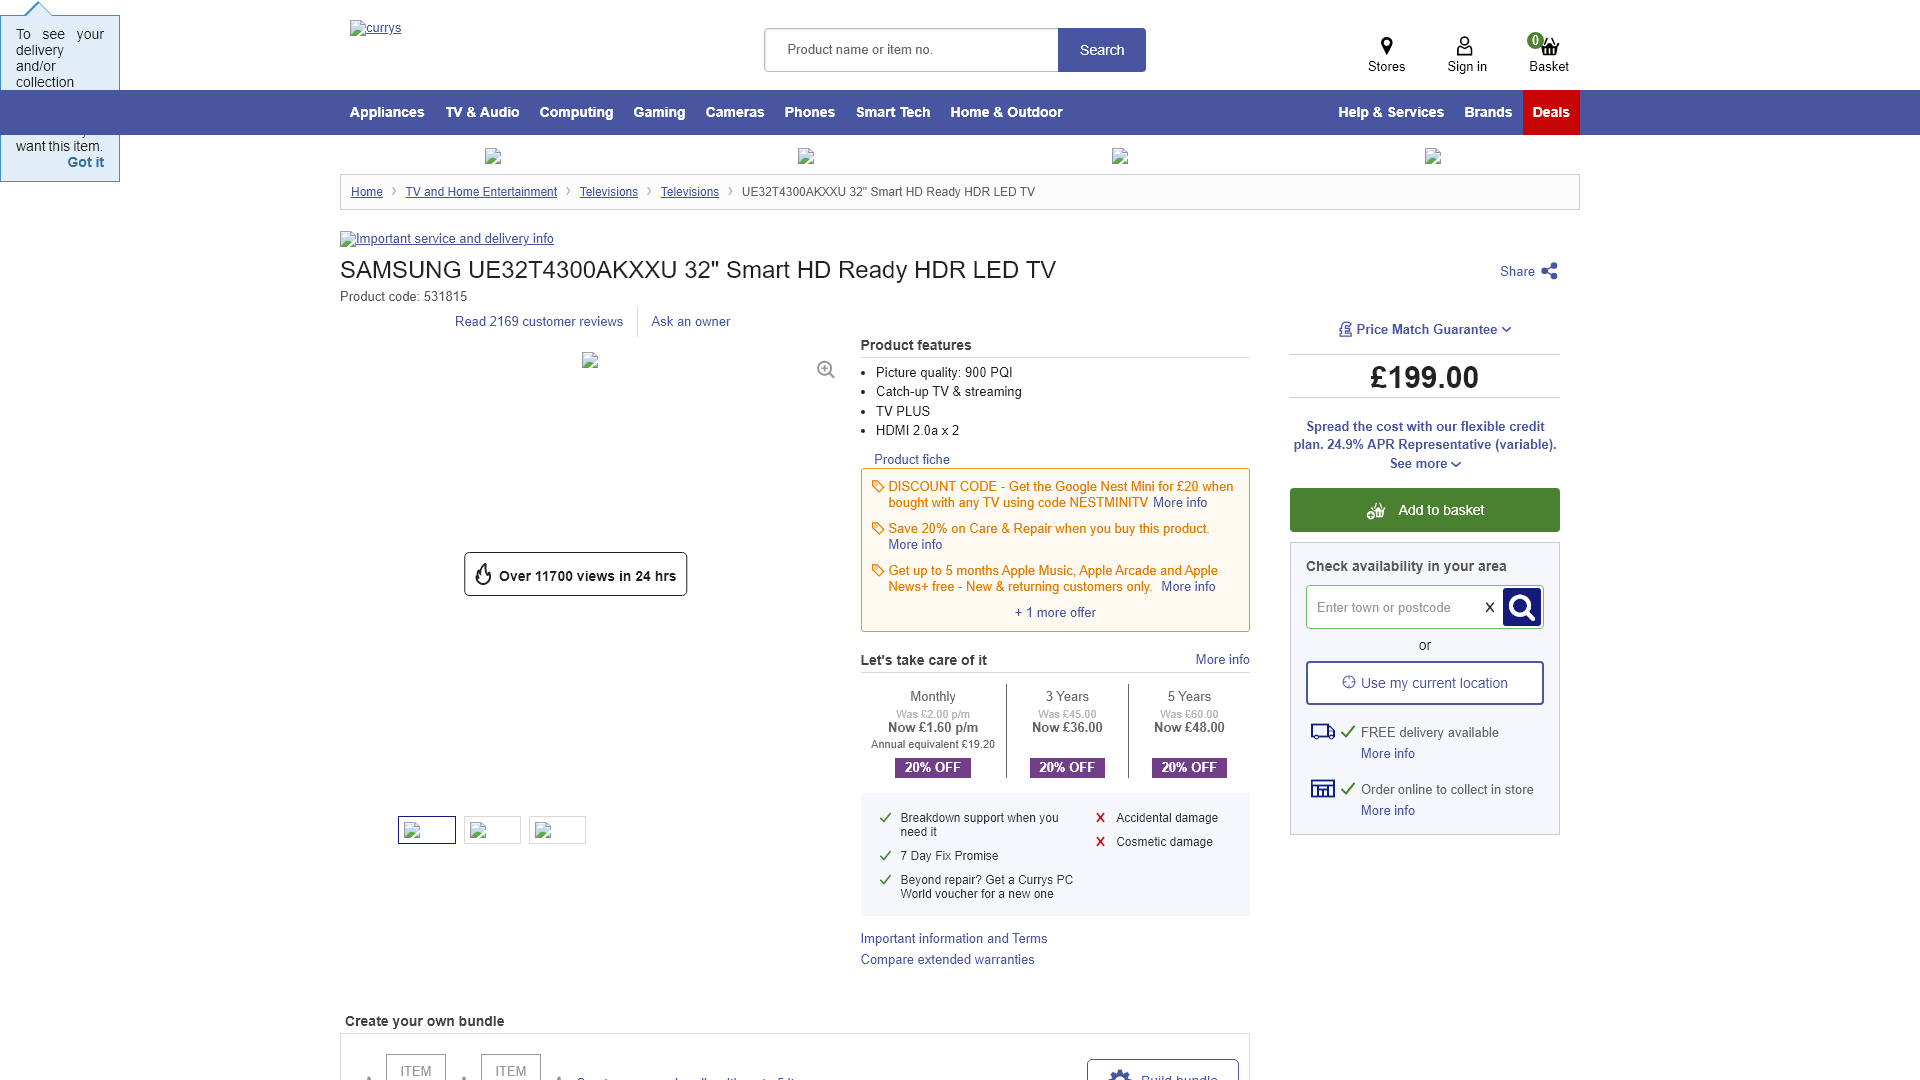 To see your
delivery
and/or
collection
want this item.
Got it
currys
Product name or item no.
Search
Stores
Sign in
0
Basket
Appliances
TV & Audio
Computing
Gaming
Cameras
Phones
Smart Tech
Home & Outdoor
Help & Services
Brands
Deals
Home
TV and Home Entertainment
Televisions
Televisions
UE32T4300AKXXU 32" Smart HD Ready HDR LED TV
Important service and delivery info
SAMSUNG UE32T4300AKXXU 32" Smart HD Ready HDR LED TV
Share
Product code: 531815
Read 2169 customer reviews
Ask an owner
Over 11700 views in 24 hrs
Product features
Picture quality: 900 PQI
Catch-up TV & streaming
TV PLUS
HDMI 2.0a x 2
Product fiche
DISCOUNT CODE - Get the Google Nest Mini for £20 when
bought with any TV using code NESTMINITV More info
Save 20% on Care & Repair when you buy this product.
More info
Get up to 5 months Apple Music, Apple Arcade and Apple
News+ free - New & returning customers only. More info
+ 1 more offer
Let's take care of it
More info
Monthly
Was £2.00 p/m
Now £1.60 p/m
Annual equivalent £19.20
20% OFF
3 Years
Was £45.00
Now £36.00
20% OFF
5 Years
Was £60.00
Now £48.00
20% OFF
Breakdown support when you
need it
7 Day Fix Promise
Beyond repair? Get a Currys PC
World voucher for a new one
Accidental damage
Cosmetic damage
Important information and Terms
Compare extended warranties
Price Match Guarantee
£199.00
Spread the cost with our flexible credit
plan. 24.9% APR Representative (variable).
See more
Add to basket
Check availability in your area
Enter town or postcode
X
or
Use my current location
FREE delivery available
More info
Order online to collect in store
More info
Create your own bundle
ITEM
ITEM
Build bundle